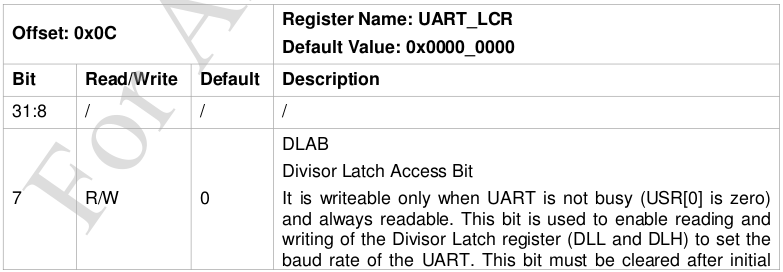 Offset: 0x0C
Register Name: UART_LCR
Default Value: 0x0000_0000
Bit Read/Write Default Description
31:8 / / /
DLAB
Divisor Latch Access Bit
7 R/W 0 It is writeable only when UART is not busy (USR[0] is zero)
and always readable. This bit is used to enable reading and
writing of the Divisor Latch register (DLL and DLH) to set the
baud rate of the UART. This bit must be cleared after initial
For A